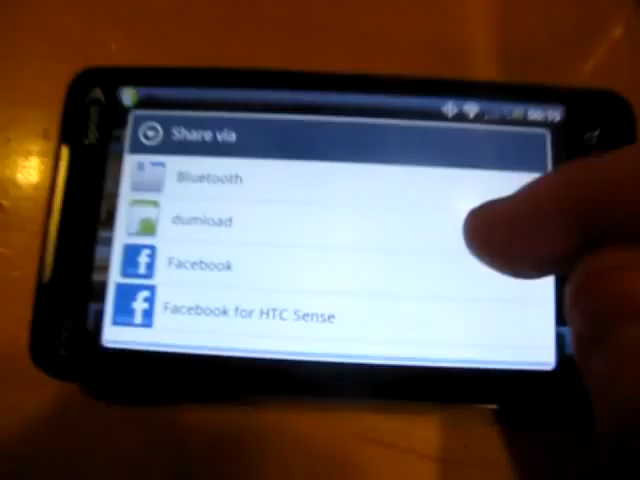 Share via
Bluetooth
dumload
Facebook
Facebook for HTC Sense